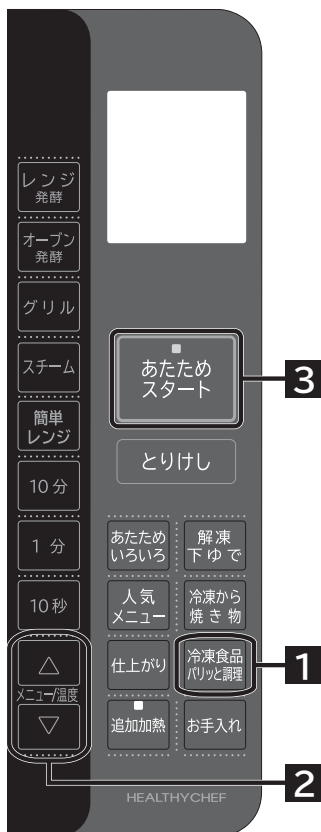 レンジ
発酵
オーブン
発酵
グリル
スチーム
簡単
レンジ
10分
1分
10秒
△
メニュー/温度
▽
あたため
スタート
3
とりけし
あたため
いろいろ
解凍
下ゆで
人気
メニュー
冷凍から
焼き物
仕上がり
冷凍食品
パリッと調理
1
追加加熱
お手入れ
2
HEALTHYCHEF